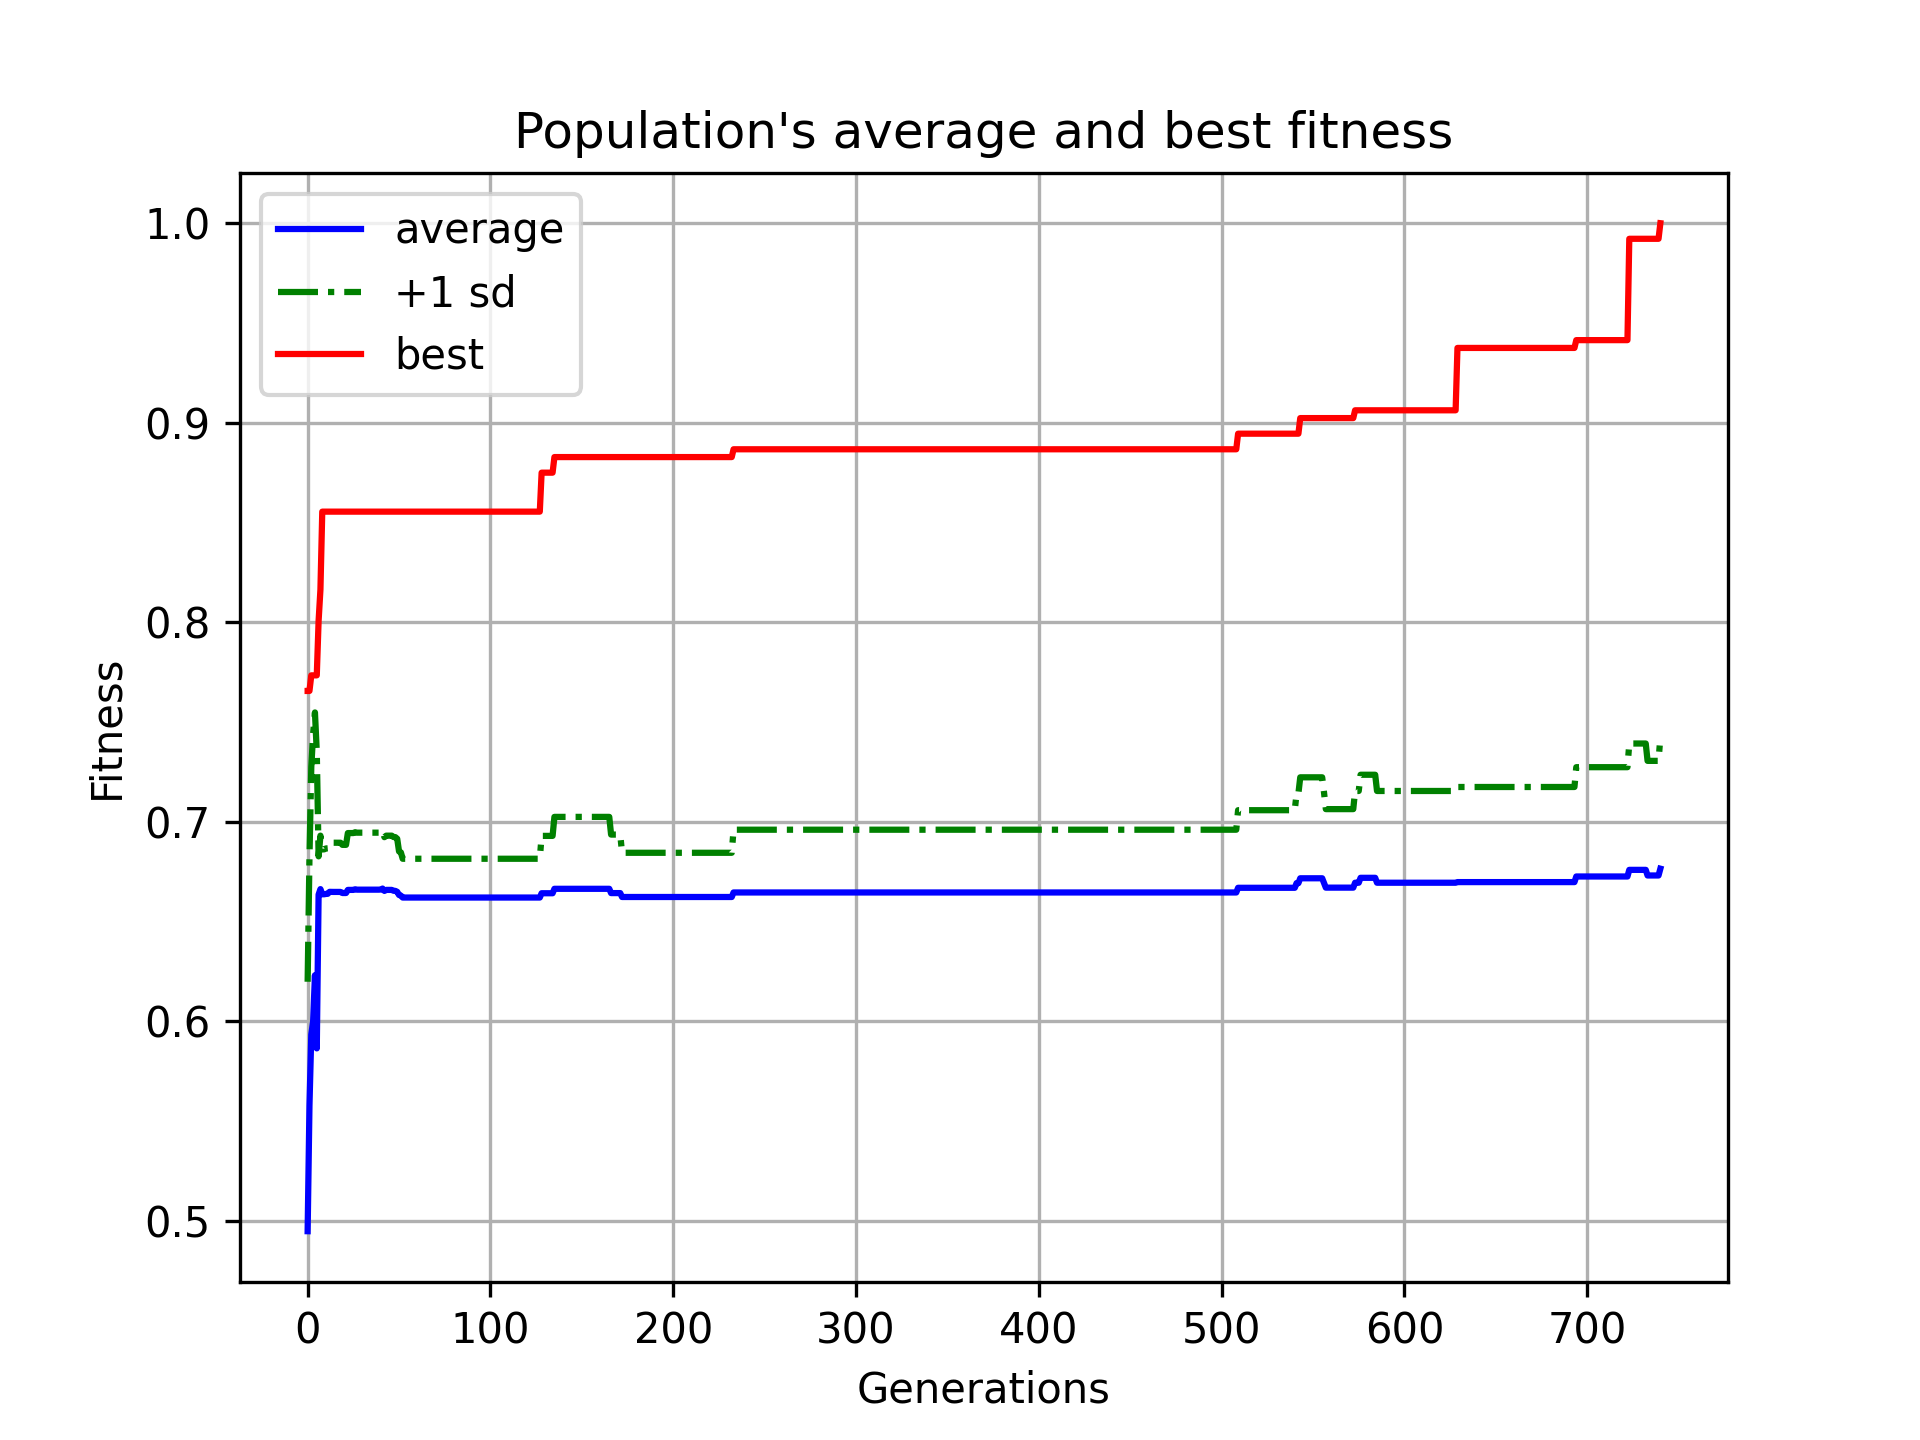 Population's average and best fitness
average
+1 sd
best
1.0
0.9
0.8
0.7
0.6
0.5
Fitness
0 100 200 300 400 500 600 700
Generations